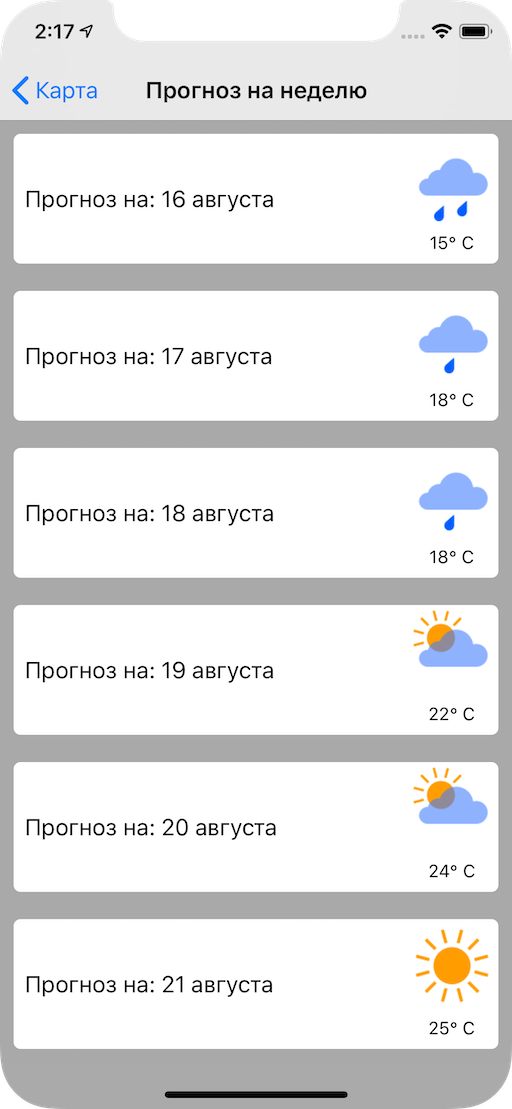 2:17
Карта
Прогноз на неделю
Прогноз на: 16 августа
15° C
Прогноз на: 17 августа
18° C
Прогноз на: 18 августа
18° C
Прогноз на: 19 августа
22° C
Прогноз на: 20 августа
24° C
Прогноз на: 21 августа
25° C